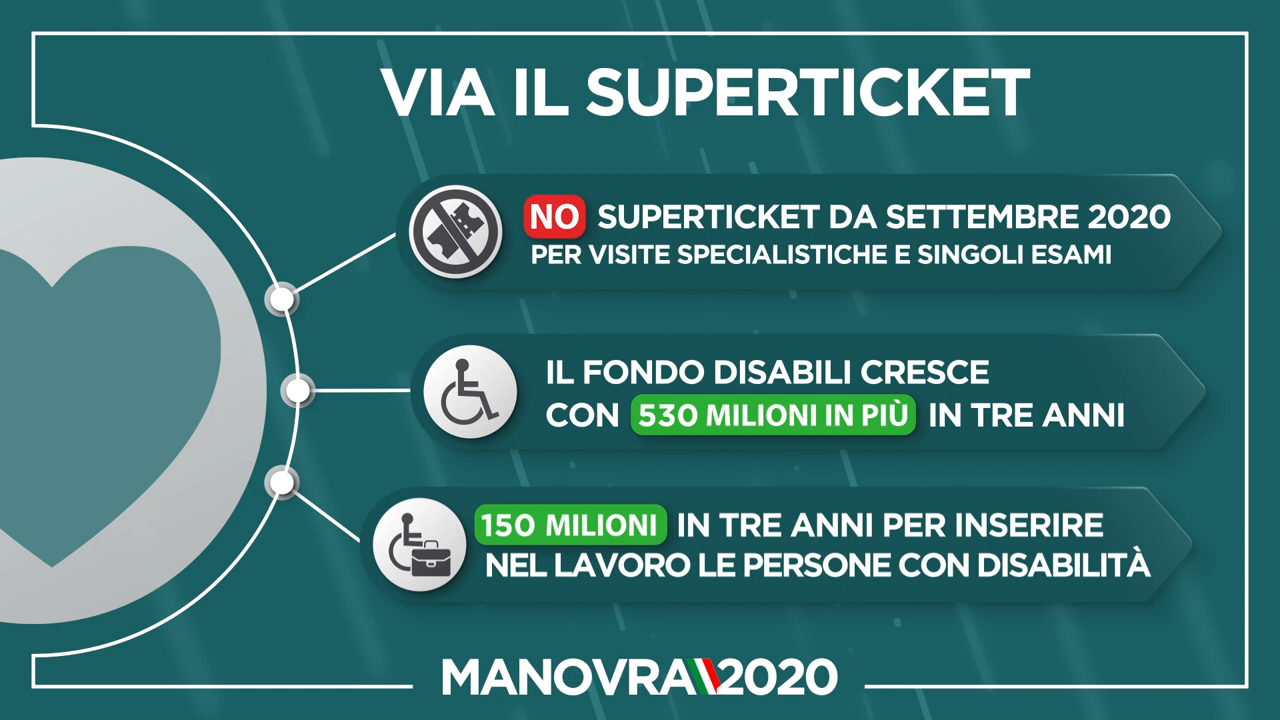 VIA IL SUPERTICKET
NO SUPERTICKET DA SETTEMBRE 2020
PER VISITE SPECIALISTICHE E SINGOLI ESAMI
IL FONDO DISABILI CRESCE
CON 530 MILIONI IN PIÙ IN TRE ANNI
150 MILIONI IN TRE ANNI PER INSERIRE
NEL LAVORO LE PERSONE CON DISABILITÀ
MANOVRA 2020